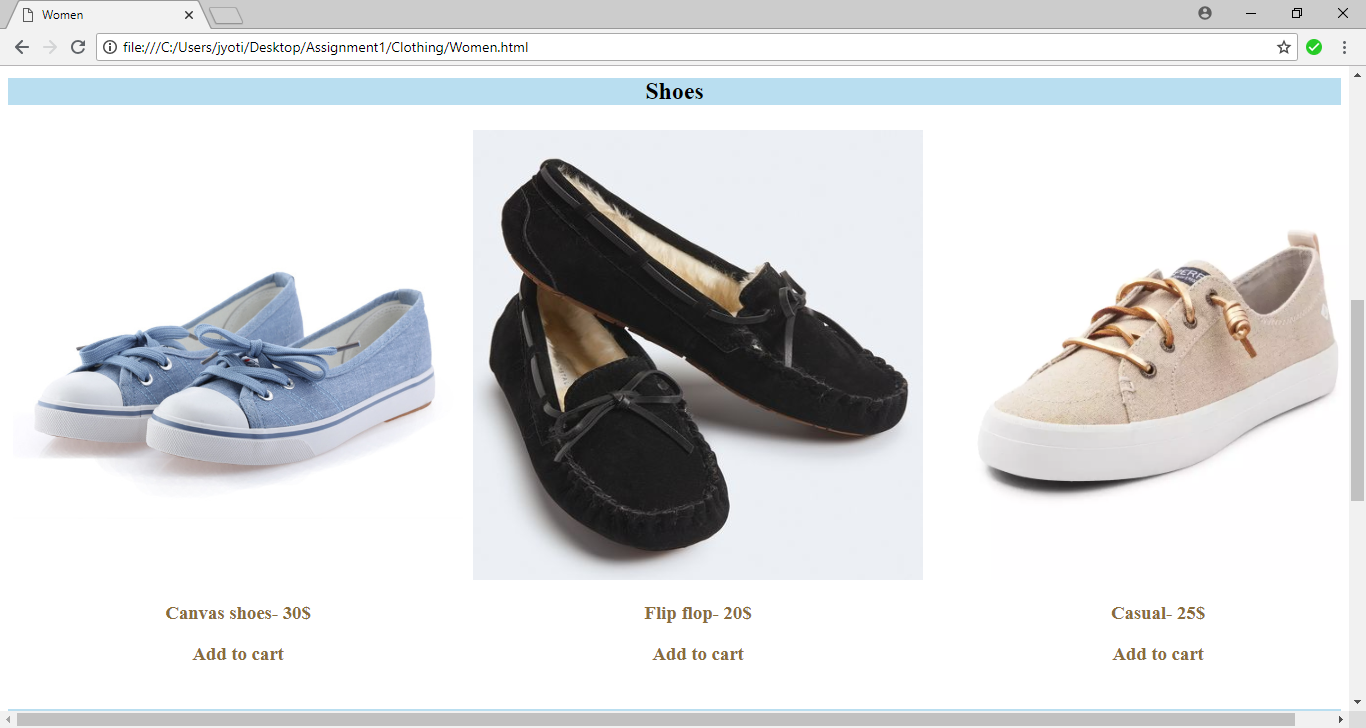 Women
file:///C:/Users/jyoti/Desktop/Assignment1/Clothing/Women.html
Shoes
Canvas shoes- 30$
Flip flop- 20$
Casual- 25$
Add to cart
Add to cart
Add to cart